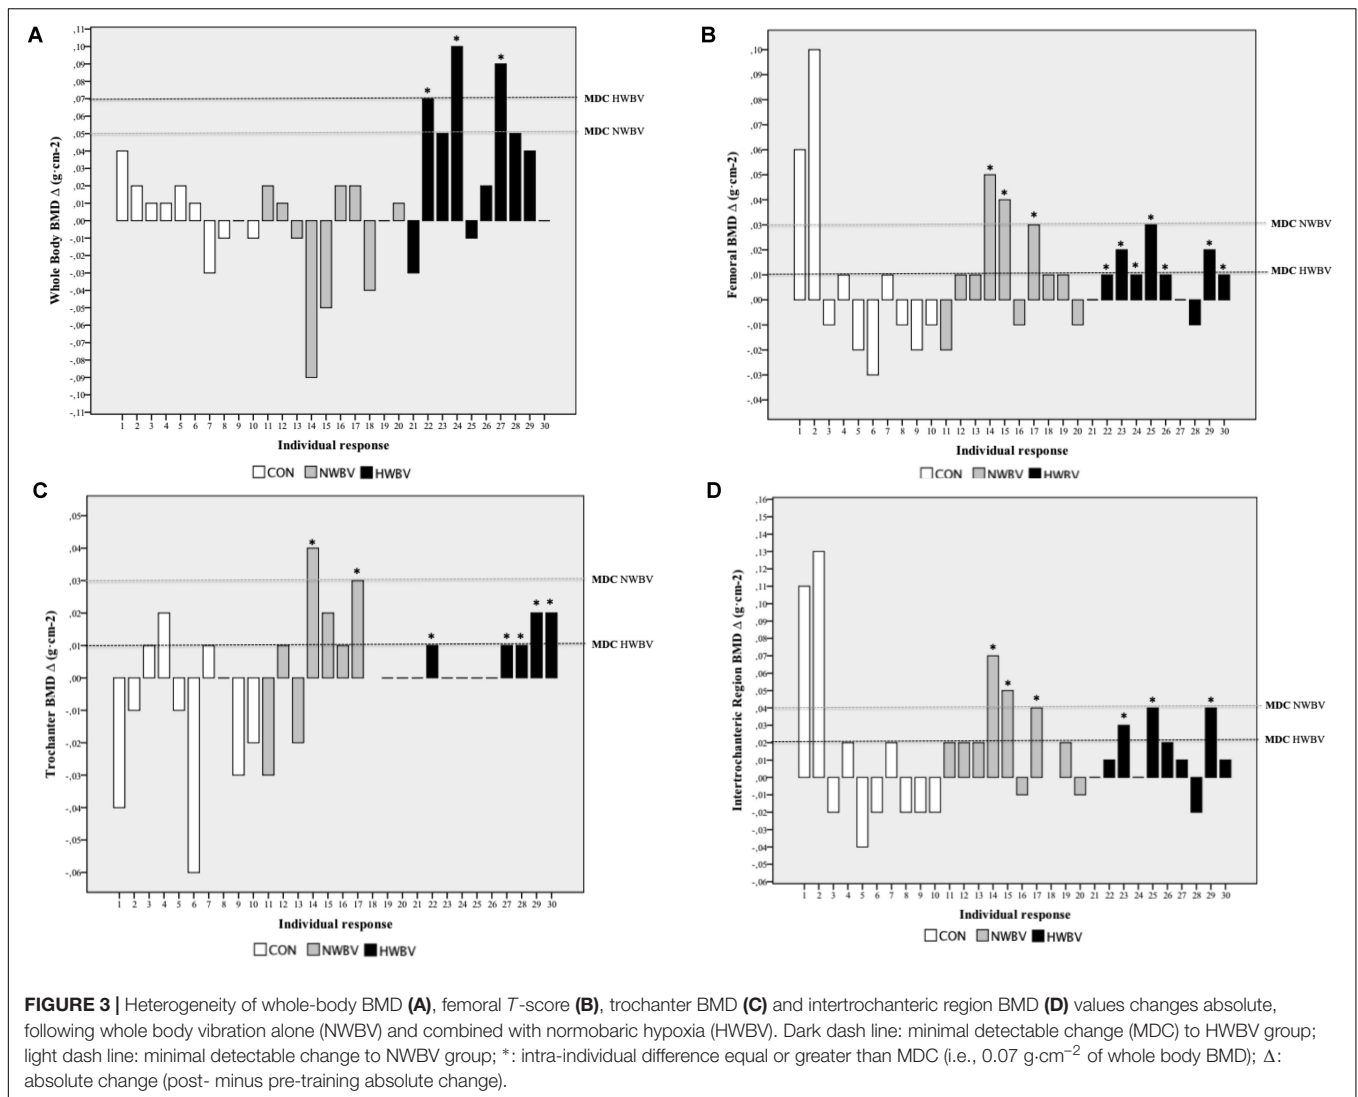 A
Whole Body BMD Δ (g·cm-2)
,11
,10
,09
,08
,07
,06
,05
,04
,03
,02
,01
,00
-,01
-,02
-,03
-,04
-,05
-,06
-,07
-,08
-,09
-,10
-,11
* * *
MDC HWBV
MDC NWBV
1 2 3 4 5 6 7 8 9 10 11 12 13 14 15 16 17 18 19 20 21 22 23 24 25 26 27 28 29 30
Individual response
CON NWBV HWBV
B
Femoral BMD Δ (g·cm-2)
,10
,09
,08
,07
,06
,05
,04
,03
,02
,01
,00
-,01
-,02
-,03
-,04
* * * * * * * * * *
MDC NWBV
MDC HWBV
1 2 3 4 5 6 7 8 9 10 11 12 13 14 15 16 17 18 19 20 21 22 23 24 25 26 27 28 29 30
Individual response
CON NWBV HWBV
C
Trochanter BMD Δ (g·cm-2)
,05
,04
,03
,02
,01
,00
-,01
-,02
-,03
-,04
-,05
-,06
* * * * * * *
MDC NWBV
MDC HWBV
1 2 3 4 5 6 7 8 9 10 11 12 13 14 15 16 17 18 19 20 21 22 23 24 25 26 27 28 29 30
Individual response
CON NWBV HWBV
D
Intertrochanteric Region BMD Δ (g·cm-2)
,16
,15
,14
,13
,12
,11
,10
,09
,08
,07
,06
,05
,04
,03
,02
,01
,00
-,01
-,02
-,03
-,04
-,05
-,06
* * * * * *
MDC NWBV
MDC HWBV
1 2 3 4 5 6 7 8 9 10 11 12 13 14 15 16 17 18 19 20 21 22 23 24 25 26 27 28 29 30
Individual response
CON NWBV HWBV
FIGURE 3 | Heterogeneity of whole-body BMD (A), femoral T-score (B), trochanter BMD (C) and intertrochanteric region BMD (D) values changes absolute,
following whole body vibration alone (NWBV) and combined with normobaric hypoxia (HWBV). Dark dash line: minimal detectable change (MDC) to HWBV group;
light dash line: minimal detectable change to NWBV group; *: intra-individual difference equal or greater than MDC (i.e., 0.07 g·cm−2 of whole body BMD); Δ:
absolute change (post- minus pre-training absolute change).